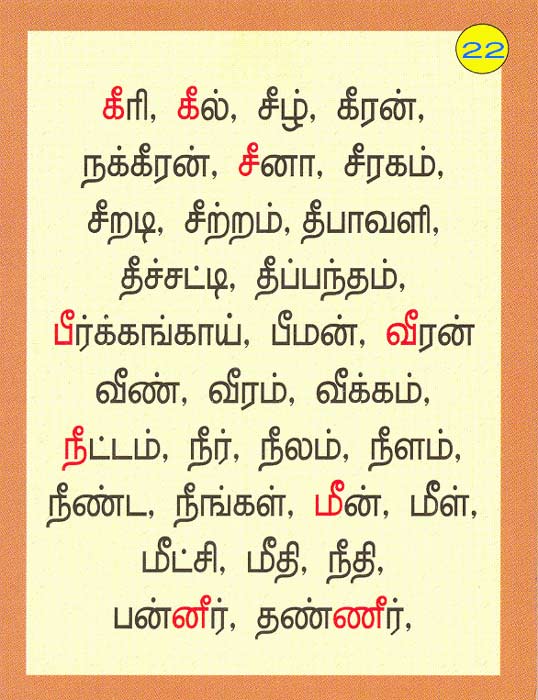 22
கீரி, கீல், சீழ், கீரன்,
நக்கீரன், சீனா, சீரகம்,
சீறடி, சீற்றம், தீபாவளி,
தீச்சட்டி, தீப்பந்தம்,
பீர்க்கங்காய், பீமன், வீரன்
வீண், வீரம், வீக்கம்,
நீட்டம், நீர், நீலம், நீளம்,
நீண்ட, நீங்கள், மீன், மீள்,
மீட்சி, மீதி, நீதி,
பன்னீர், தண்ணீர்,